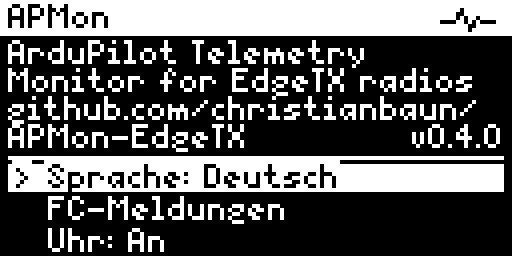 APMon
ArduPilot Telemetry
Monitor for EdgeTX radios
github.com/christianbaun/
APMon-EdgeTX v0.4.0
> Sprache: Deutsch
FC-Meldungen
Uhr: An